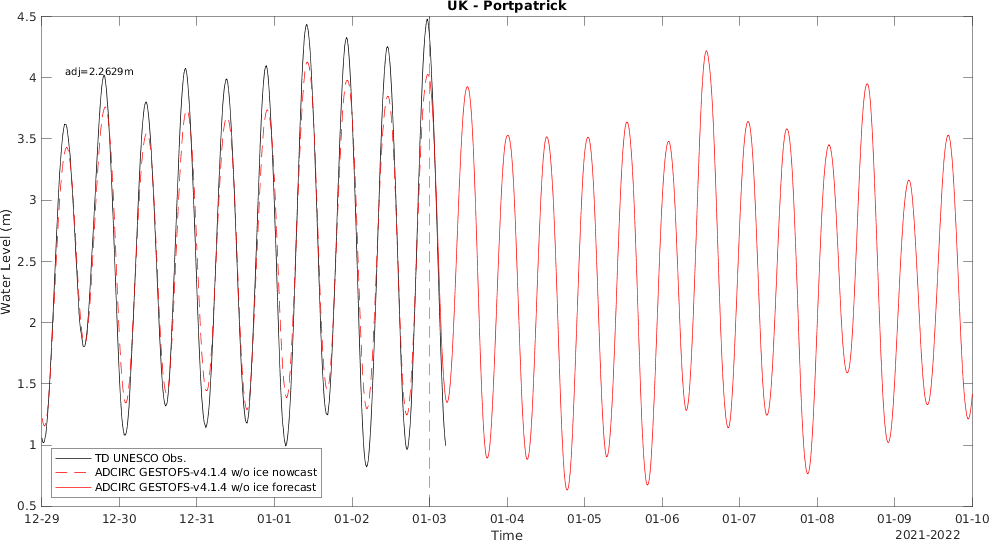 UK - Portpatrick
4.5
4
3.5
3
2.5
2
1.5
1
0.5
Water Level (m)
adj=2.2629m
TD UNESCO Obs.
ADCIRC GESTOFS-v4.1.4 w/o ice nowcast
ADCIRC GESTOFS-v4.1.4 w/o ice forecast
12-29 12-30 12-31 01-01 01-02 01-03 01-04 01-05 01-06 01-07 01-08 01-09 01-10
Time
2021-2022